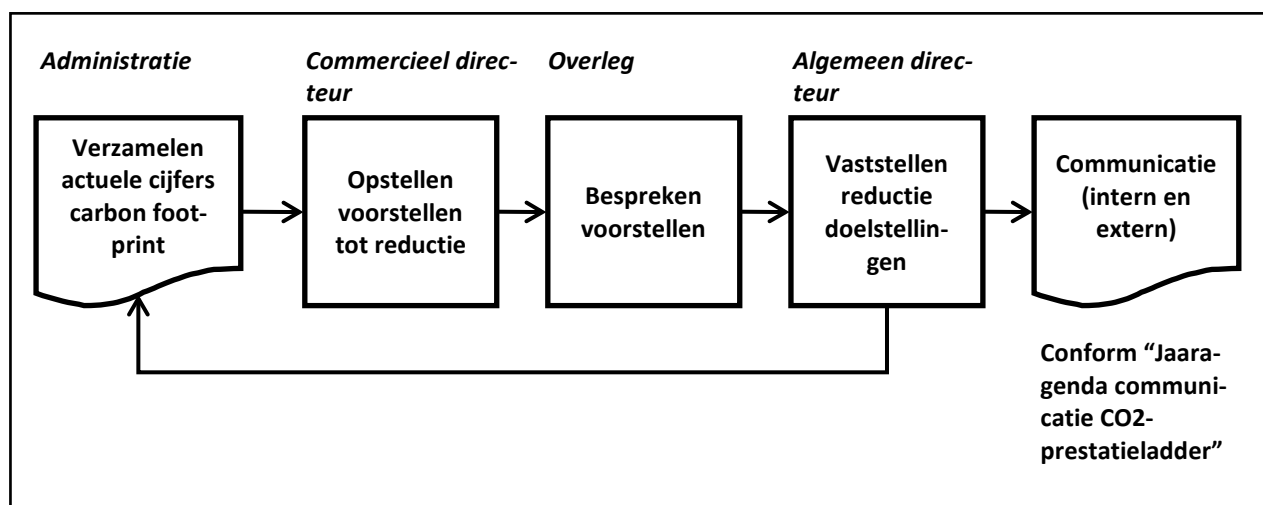 Administratie
Commercieel direc-
teur
Overleg
Algemeen direc-
teur
Verzamelen
actuele cijfers
carbon foot-
print
Opstellen
voorstellen
tot reductie
Bespreken
voorstellen
Vaststellen
reductie
doelstellin-
gen
Communicatie
(intern en
extern)
Conform “Jaara-
genda communi-
catie CO2-
prestatieladder”